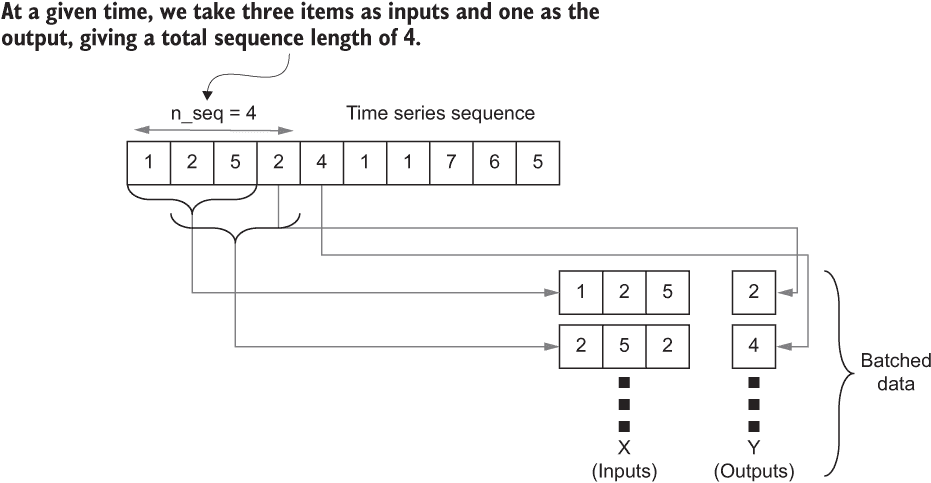 At a given time, we take three items as inputs and one as the
output, giving a total sequence length of 4.
n_seq = 4 Time series sequence
1 2 5 2 4 1 1 7 6 5
1 2 5 2
2 5 2 4
Batched
data
X Y
(Inputs) (Outputs)